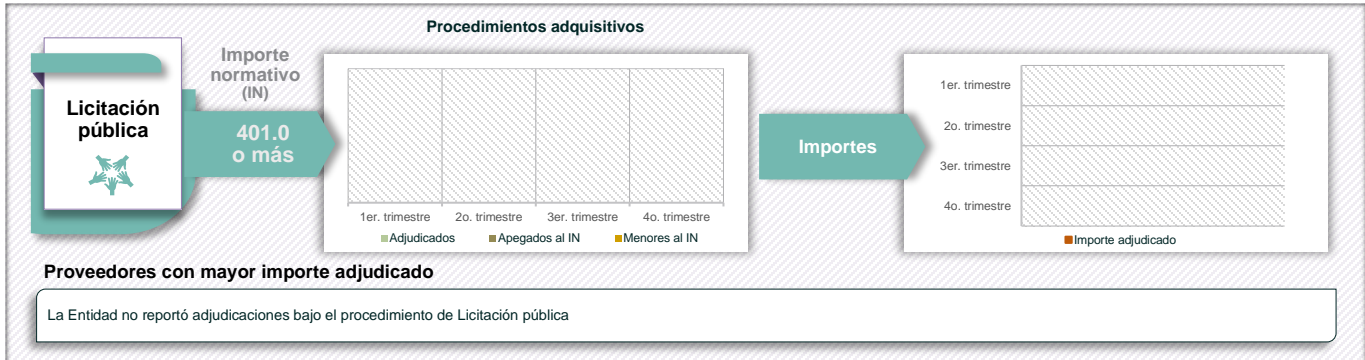 Procedimientos adquisitivos
Licitación
pública
Importe
normativo
(IN)
401.0
o más
1er. trimestre 2o. trimestre 3er. trimestre 4o. trimestre
Adjudicados Apegados al IN Menores al IN
Importes
1er. trimestre
2o. trimestre
3er. trimestre
4o. trimestre
Importe adjudicado
Proveedores con mayor importe adjudicado
La Entidad no reportó adjudicaciones bajo el procedimiento de Licitación pública